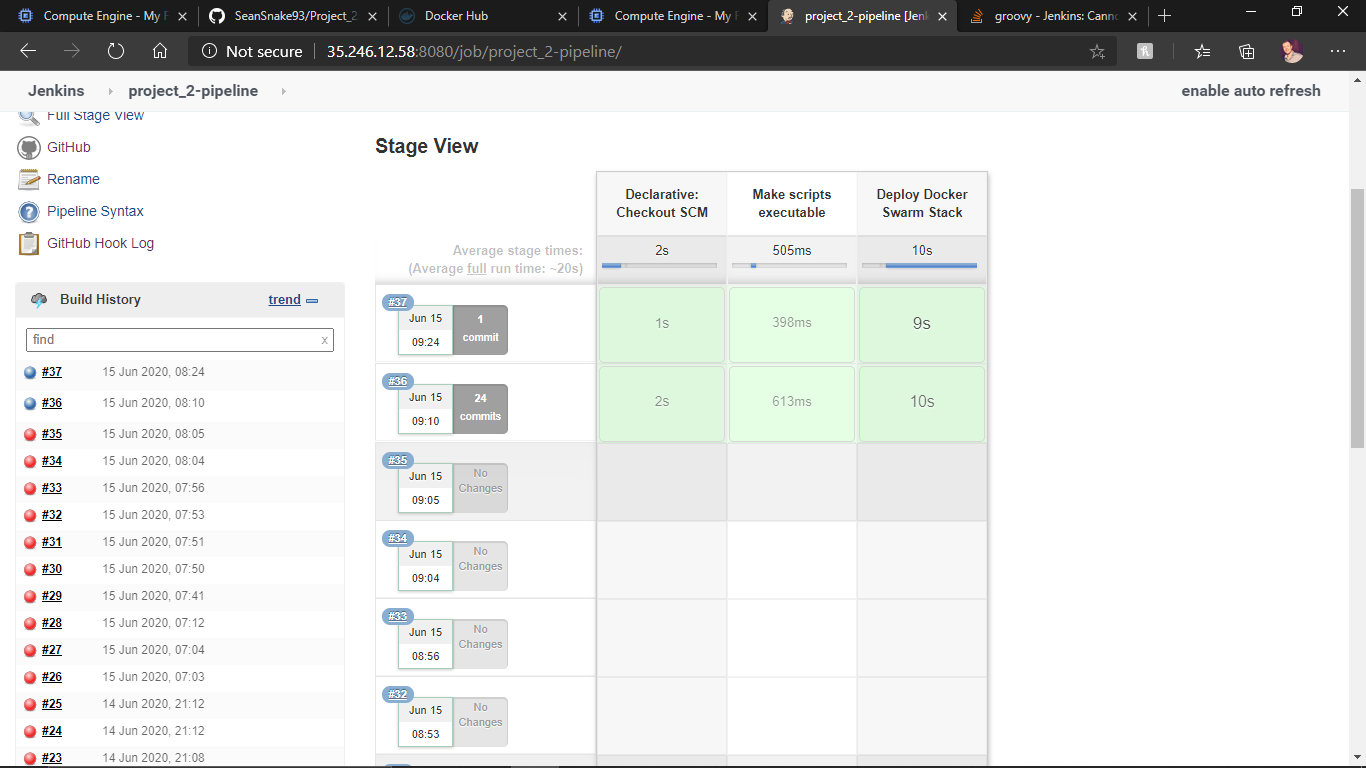 Compute Engine - My F
SeanSnake93/Project_2
Docker Hub
Compute Engine - My F
project_2-pipeline [Jenk
groovy - Jenkins: Canno
Not secure
35.246.12.58:8080/job/project_2-pipeline/
Jenkins
project_2-pipeline
enable auto refresh
Full Stage View
GitHub
Rename
Pipeline Syntax
GitHub Hook Log
Build History
trend
find
x
#37 15 Jun 2020, 08:24
#36 15 Jun 2020, 08:10
#35 15 Jun 2020, 08:05
#34 15 Jun 2020, 08:04
#33 15 Jun 2020, 07:56
#32 15 Jun 2020, 07:53
#31 15 Jun 2020, 07:51
#30 15 Jun 2020, 07:50
#29 15 Jun 2020, 07:41
#28 15 Jun 2020, 07:12
#27 15 Jun 2020, 07:04
#26 15 Jun 2020, 07:03
#25 14 Jun 2020, 21:12
#24 14 Jun 2020, 21:12
#23 14 Jun 2020, 21:08
Stage View
Declarative:
Checkout SCM
Make scripts
executable
Deploy Docker
Swarm Stack
Average stage times:
(Average full run time: ~20s)
2s
505ms
10s
#37
Jun 15
09:24
1
commit
1s
398ms
9s
#36
Jun 15
09:10
24
commits
2s
613ms
10s
#35
Jun 15
09:05
No
Changes
#34
Jun 15
09:04
No
Changes
#33
Jun 15
08:56
No
Changes
#32
Jun 15
08:53
No
Changes